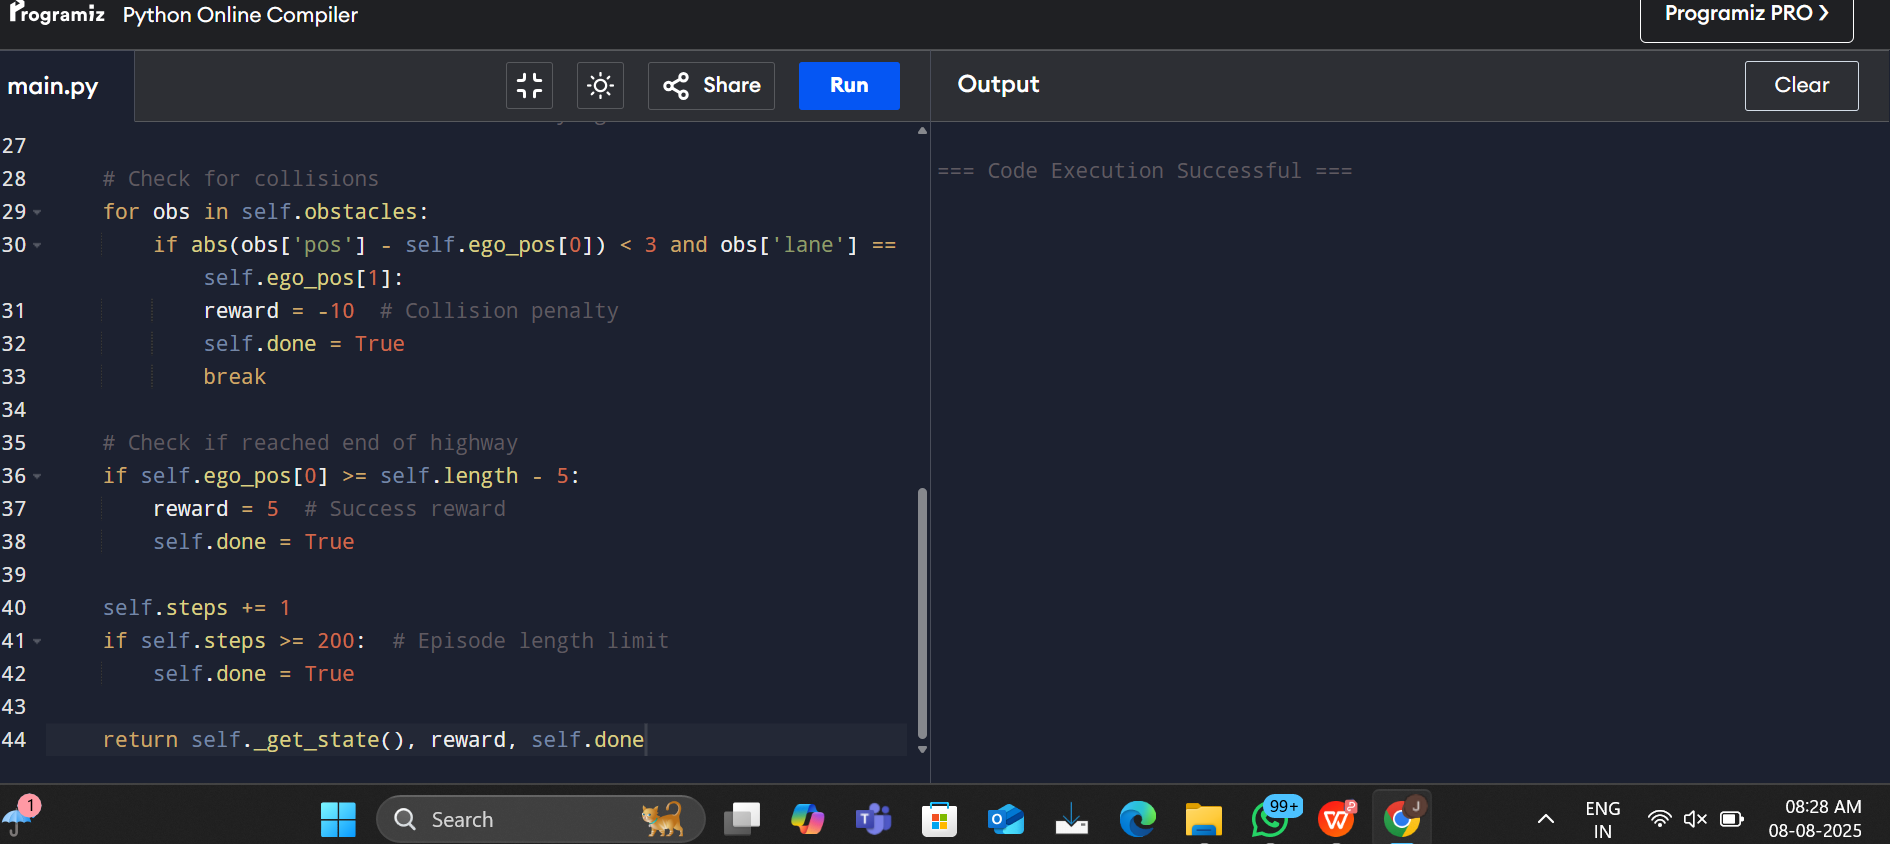 Programiz Python Online Compiler
Programiz PRO
main.py
Share
Run
Output
Clear
27
28 # Check for collisions
29 for obs in self.obstacles:
30 if abs(obs['pos'] - self.ego_pos[0]) < 3 and obs['lane'] ==
self.ego_pos[1]:
31 reward = -10 # Collision penalty
32 self.done = True
33 break
34
35 # Check if reached end of highway
36 if self.ego_pos[0] >= self.length - 5:
37 reward = 5 # Success reward
38 self.done = True
39
40 self.steps += 1
41 if self.steps >= 200: # Episode length limit
42 self.done = True
43
44 return self._get_state(), reward, self.done
=== Code Execution Successful ===
1
Search
99+
J
ENG
IN
08:28 AM
08-08-2025